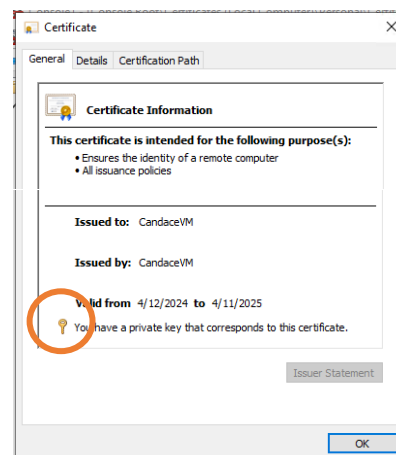 Certificate
General Details Certification Path
Certificate Information
This certificate is intended for the following purpose(s):
• Ensures the identity of a remote computer
• All issuance policies
Issued to: CandaceVM
Issued by: CandaceVM
Valid from 4/12/2024 to 4/11/2025
You have a private key that corresponds to this certificate.
Issuer Statement
OK